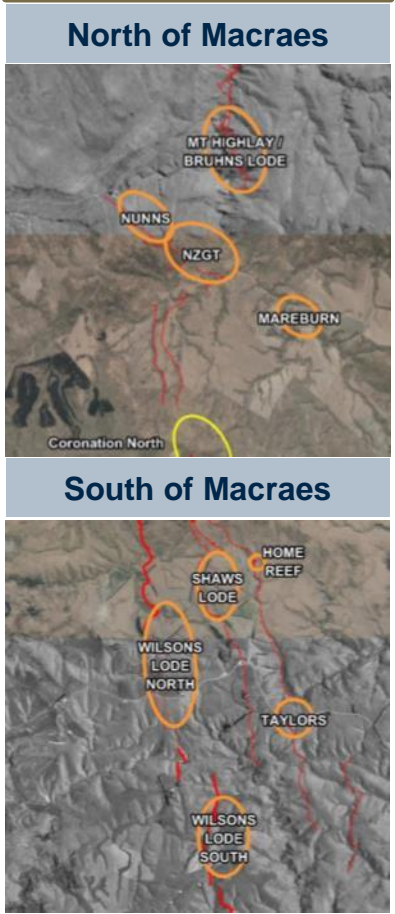 North of Macraes
MT HIGHLAY /
BRUHNS LODE
NUNNS
NZGT
MAREBURN
Coronation North
South of Macraes
HOME
REEF
SHAWS
LODE
WILSONS
LODE
NORTH
TAYLORS
WILSONS
LODE
SOUTH